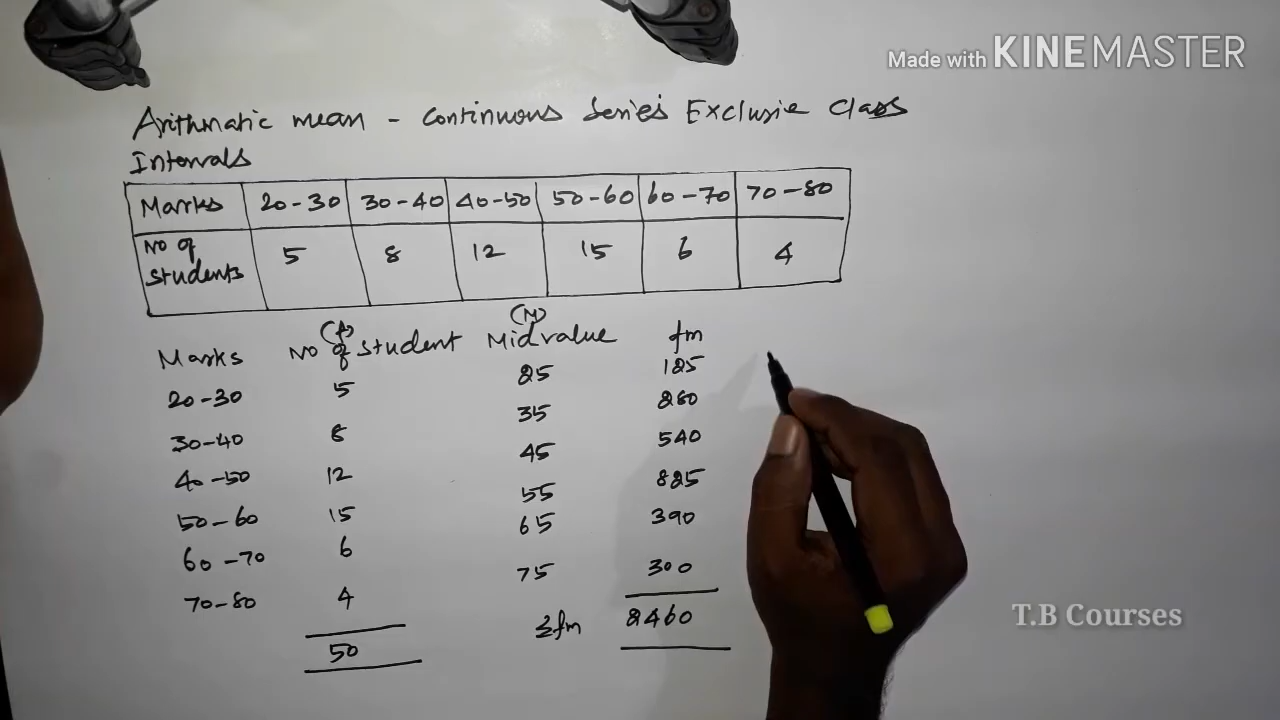 Made with KINEMASTER
Arithmatic mean - Continuous Series Exclusive Class
Intervals
Marks 20-30 30-40 40-50 50-60 60-70 70-80
No of students 5 8 12 15 6 4
(f) (M)
Marks No of Student Midvalue fm
20-30 5 25 125
30-40 8 35 280
40-50 12 45 540
50-60 15 55 825
60-70 6 65 390
70-80 4 75 300
50 Σfm 2460
T.B Courses